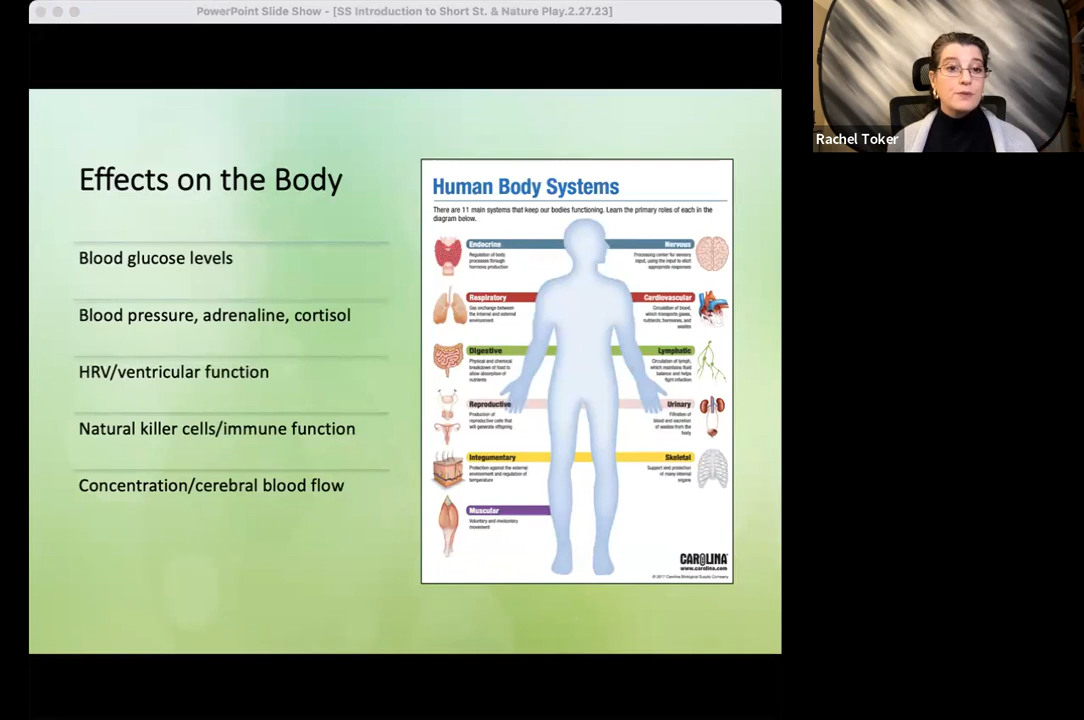 PowerPoint Slide Show - [SS Introduction to Short St. & Nature Play.2.27.23]
Rachel Toker
Effects on the Body
Blood glucose levels
Blood pressure, adrenaline, cortisol
HRV/ventricular function
Natural killer cells/immune function
Concentration/cerebral blood flow
Human Body Systems
There are 11 main systems that keep our bodies functioning. Learn the primary roles of each in the
diagram below.
Endocrine
Regulation of body
processes through
hormone production
Nervous
Processing center for sensory
input, using the input to elicit
appropriate responses
Respiratory
Gas exchange between
the internal and external
environment
Cardiovascular
Circulation of blood,
which transports gases,
nutrients, hormones, and
wastes
Digestive
Physical and chemical
breakdown of food to
allow absorption of
nutrients
Lymphatic
Circulation of lymph,
which maintains fluid
balance and helps
fight infection
Reproductive
Production of
reproductive cells that
will generate offspring
Urinary
Filtration of
blood and excretion
of wastes from the
body
Integumentary
Protection against the external
environment and regulation of
temperature
Skeletal
Support and protection
of many internal
organs
Muscular
Voluntary and involuntary
movement
CAROLINA
www.carolina.com
© 2017 Carolina Biological Supply Company